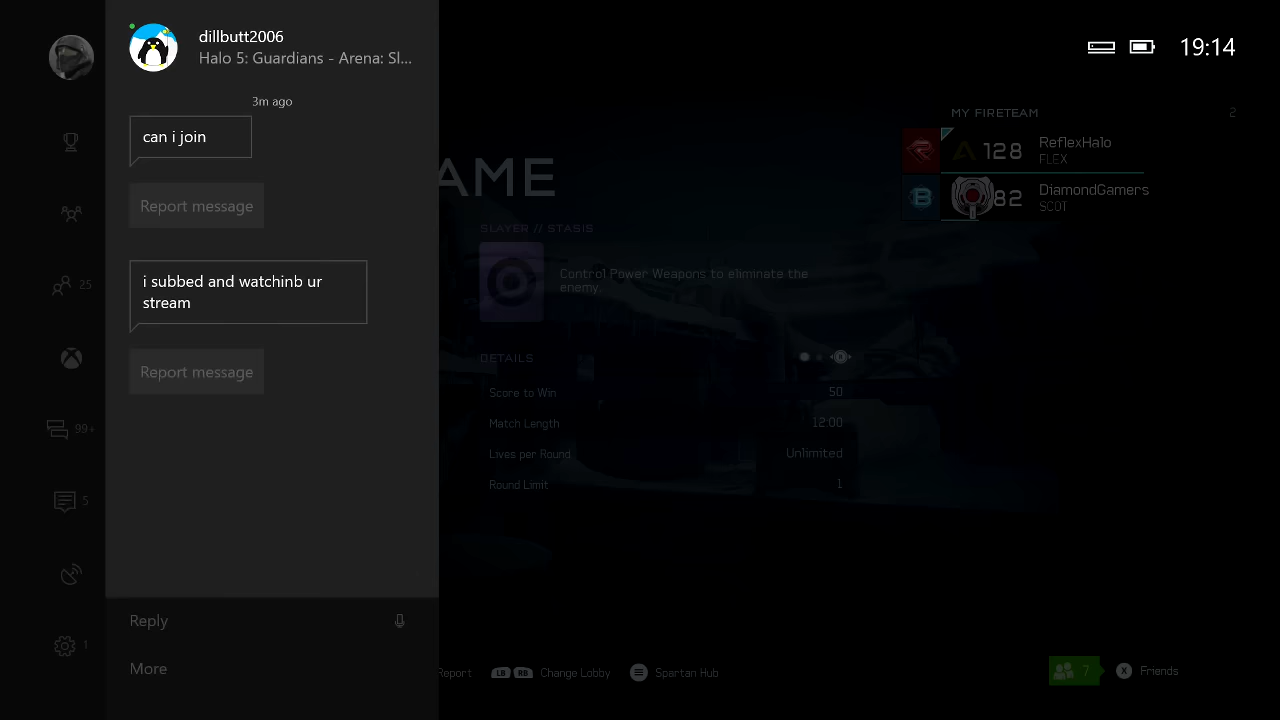 dillbutt2006
Halo 5: Guardians - Arena: Sl...
19:14
3m ago
can i join
Report message
i subbed and watchinb ur
stream
Report message
25
99+
5
1
Reply
More
AME
SLAYER // STASIS
Control Power Weapons to eliminate the
enemy.
DETAILS
Score to Win 50
Match Length 12:00
Lives per Round Unlimited
Round Limit 1
MY FIRETEAM 2
128 ReflexHalo
FLEX
B 82 DiamondGamers
SCOT
Report LB RB Change Lobby Spartan Hub
7 X Friends